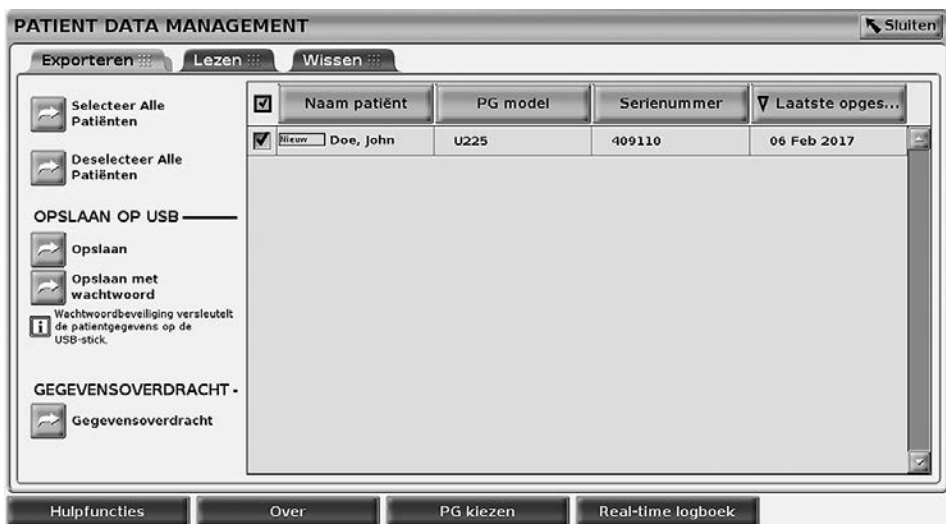 PATIENT DATA MANAGEMENT
Sluiten
Exporteren
Lezen
Wissen
Selecteer Alle
Patiënten
Deselecteer Alle
Patiënten
OPSLAAN OP USB
Opslaan
Opslaan met
wachtwoord
Wachtwoordbeveiliging versleutelt
de patientgegevens op de
USB-stick.
GEGEVENSOVERDRACHT
Gegevensoverdracht
Naam patiënt
PG model
Serienummer
Laatste opges...
Nieuw Doe, John
U225
409110
06 Feb 2017
Hulpfuncties
Over
PG kiezen
Real-time logboek